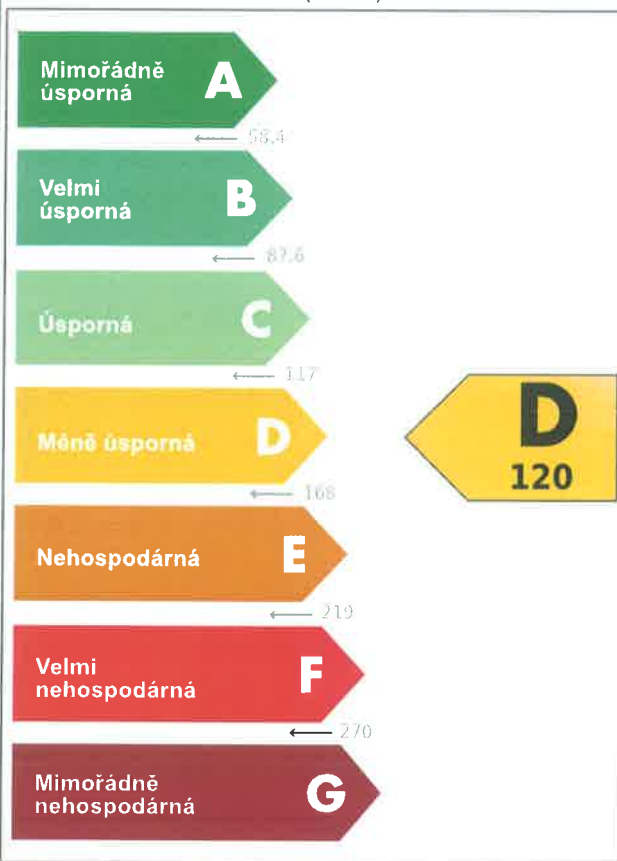 Mimořádně
úsporná
A
58,4
Velmi
úsporná
B
87,6
Úsporná
C
117
Méně úsporná
D
168
D
120
Nehospodárná
E
219
Velmi
nehospodárná
F
270
Mimořádně
nehospodárná
G